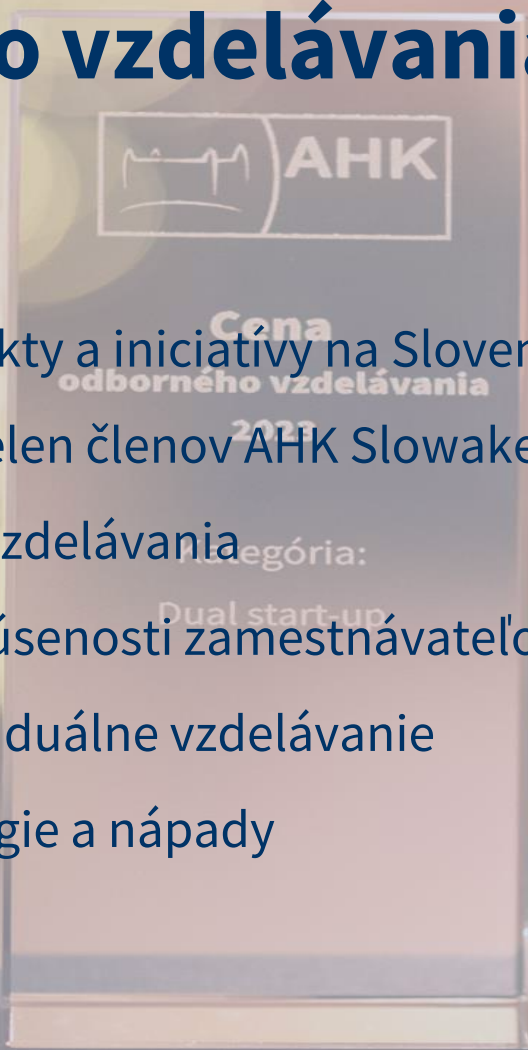 o vzdelávania
AHK
Cena
kty a iniciatívy na Sloven
odborného vzdelávania
2023
elen členov AHK Slowake
zdelávania
Kategória:
Dual start-up
úsenosti zamestnávateľo
duálne vzdelávanie
gie a nápady